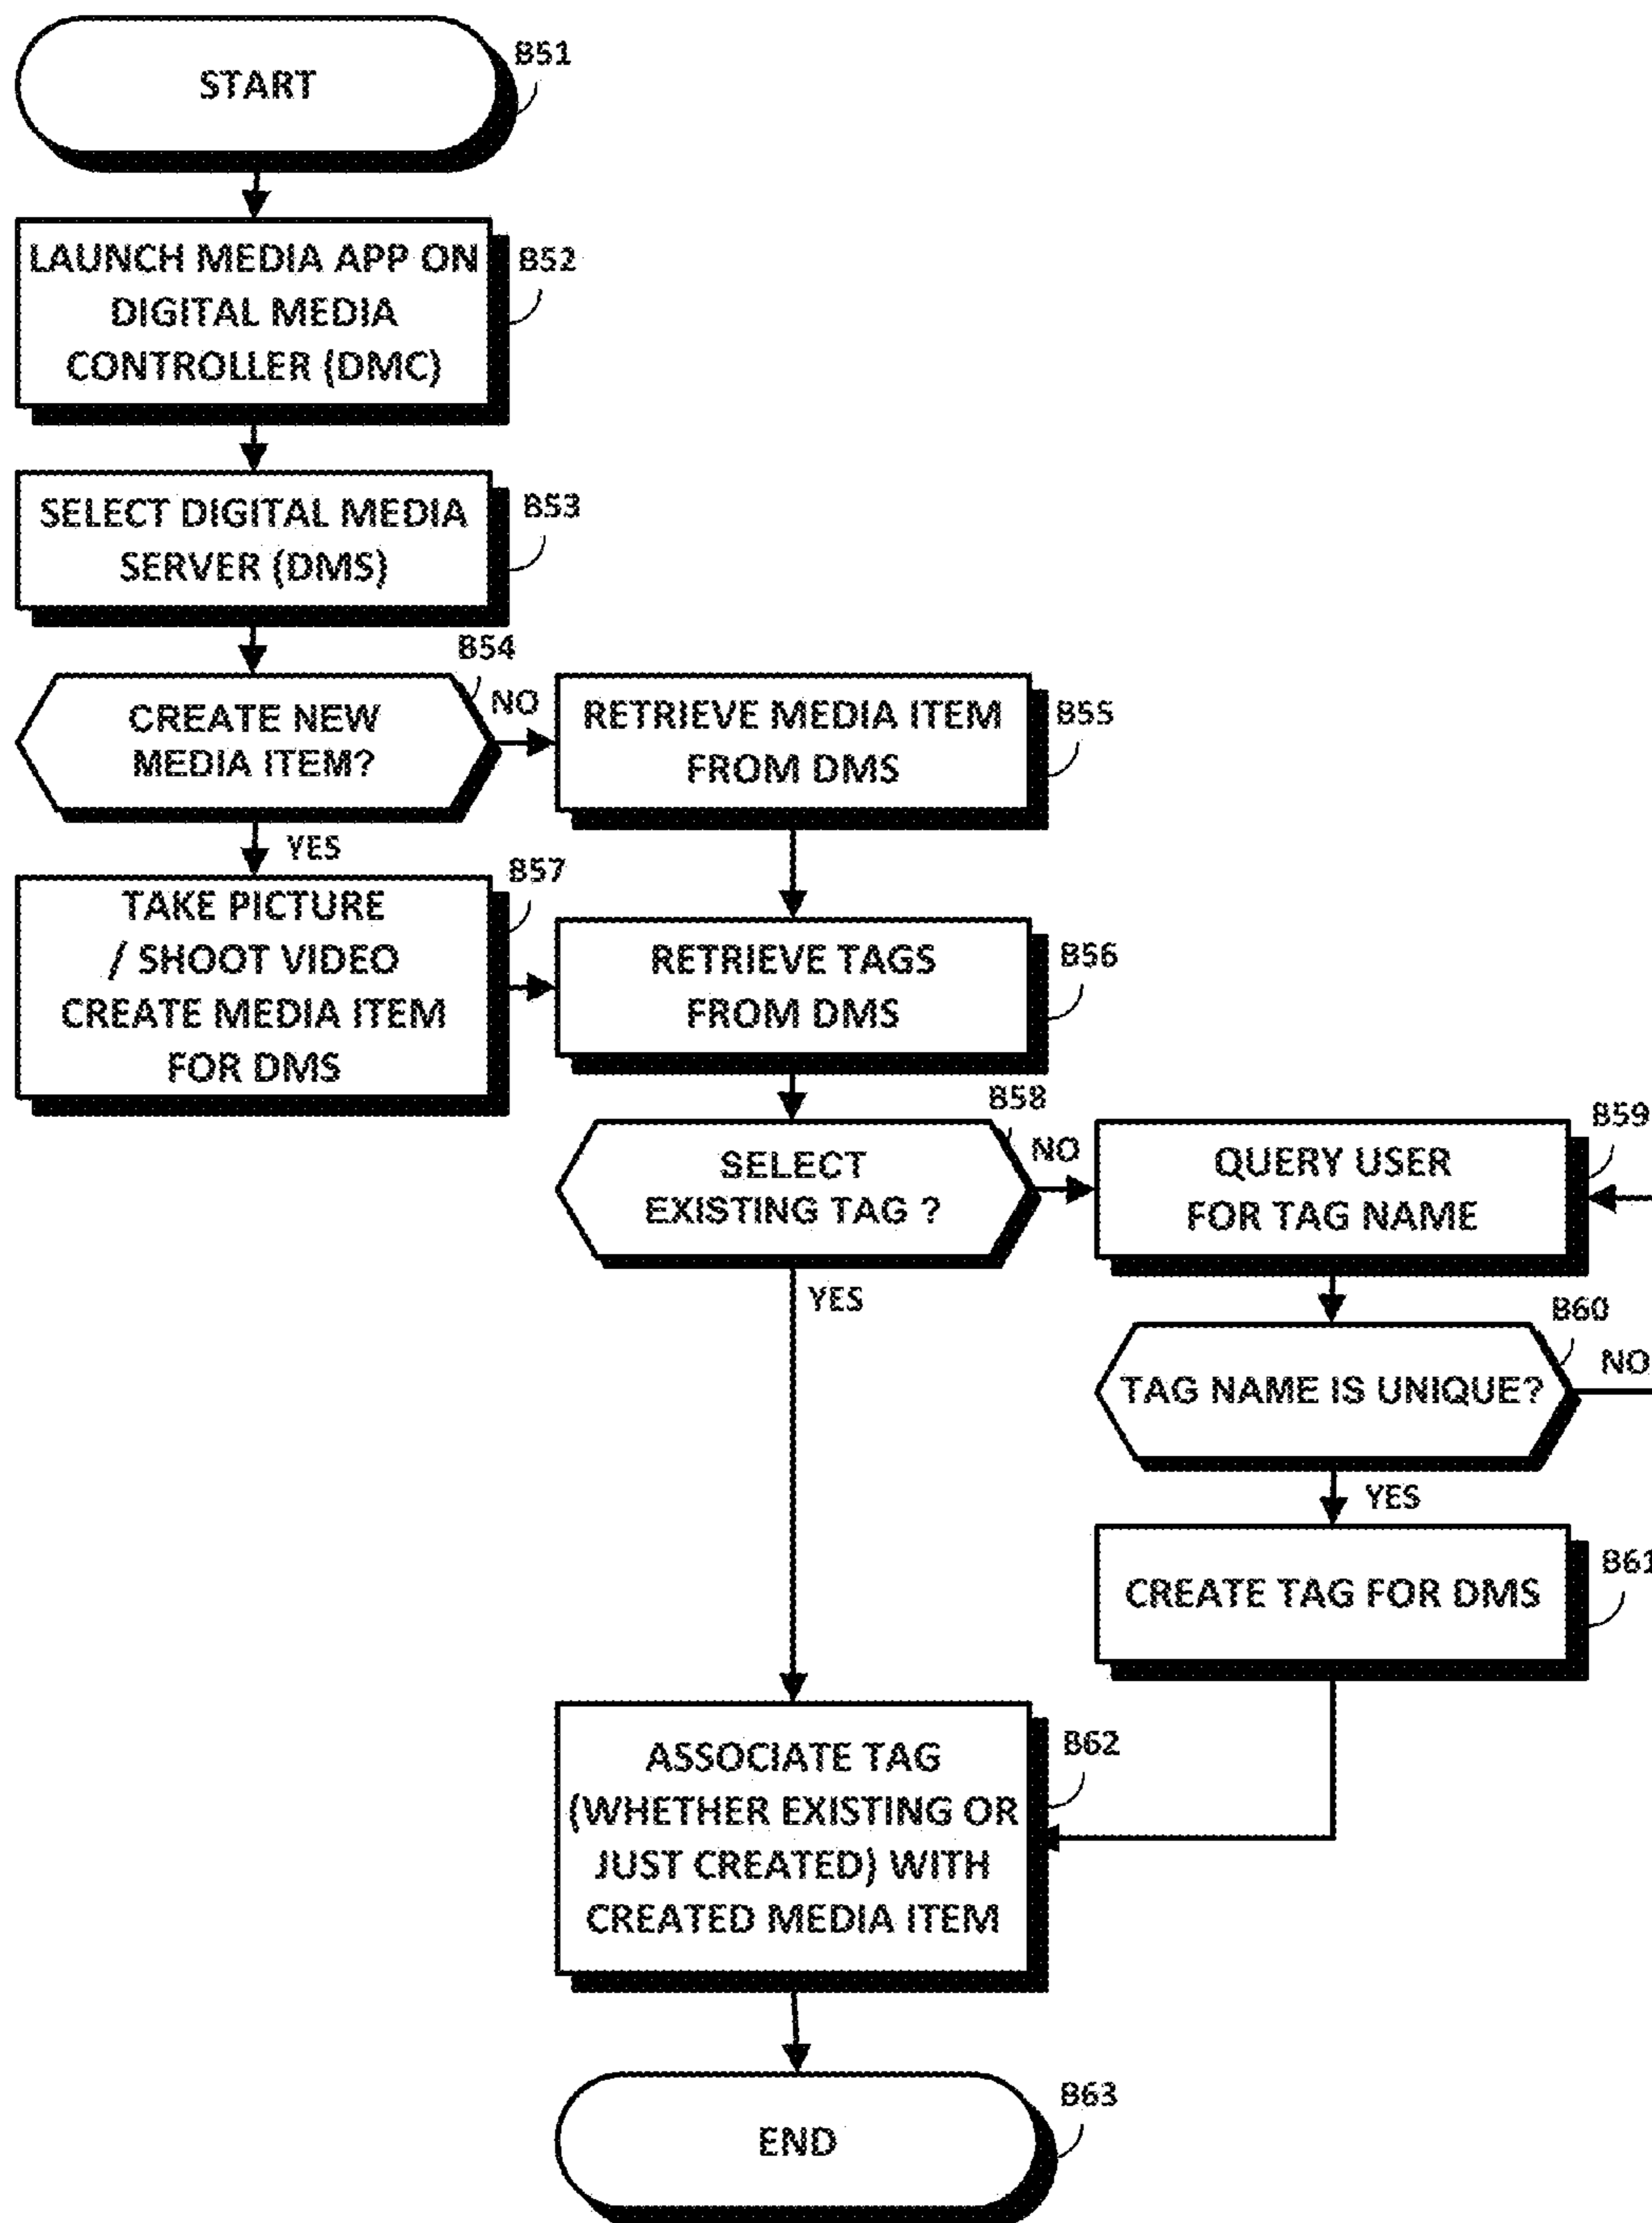 START
B51
LAUNCH MEDIA APP ON
DIGITAL MEDIA
CONTROLLER (DMC)
B52
SELECT DIGITAL MEDIA
SERVER (DMS)
B53
CREATE NEW
MEDIA ITEM?
B54
NO
YES
RETRIEVE MEDIA ITEM
FROM DMS
B55
TAKE PICTURE
/ SHOOT VIDEO
CREATE MEDIA ITEM
FOR DMS
B57
RETRIEVE TAGS
FROM DMS
B56
SELECT
EXISTING TAG ?
B58
NO
YES
QUERY USER
FOR TAG NAME
B59
TAG NAME IS UNIQUE?
B60
NO
YES
CREATE TAG FOR DMS
B61
ASSOCIATE TAG
(WHETHER EXISTING OR
JUST CREATED) WITH
CREATED MEDIA ITEM
B62
END
B63